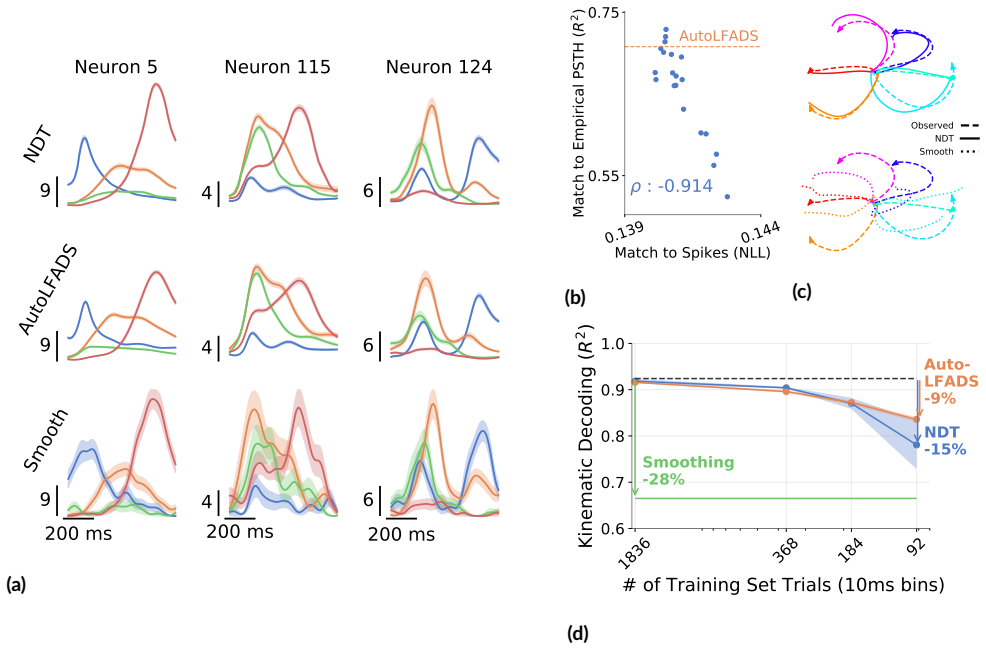 Neuron 5
Neuron 115
Neuron 124
NDT
9
4
6
AutoLFADS
9
4
6
Smooth
9
4
6
200 ms
200 ms
200 ms
(a)
0.75
0.55
Match to Empirical PSTH (R²)
AutoLFADS
ρ : -0.914
0.139
0.144
Match to Spikes (NLL)
(b)
Observed
NDT
Smooth
(c)
Kinematic Decoding (R²)
1.0
0.9
0.8
0.7
0.6
Auto-
LFADS
-9%
NDT
-15%
Smoothing
-28%
1836
368
184
92
# of Training Set Trials (10ms bins)
(d)